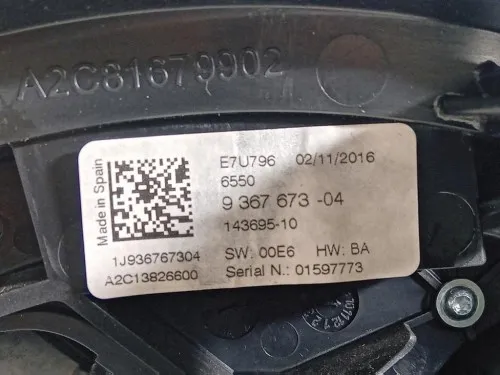 A2C81679902
Made in Spain
E7U796 02/11/2016
6550
9 367 673 -04
143695-10
1J936767304 SW: 00E6 HW: BA
A2C13826600 Serial N.: 01597773